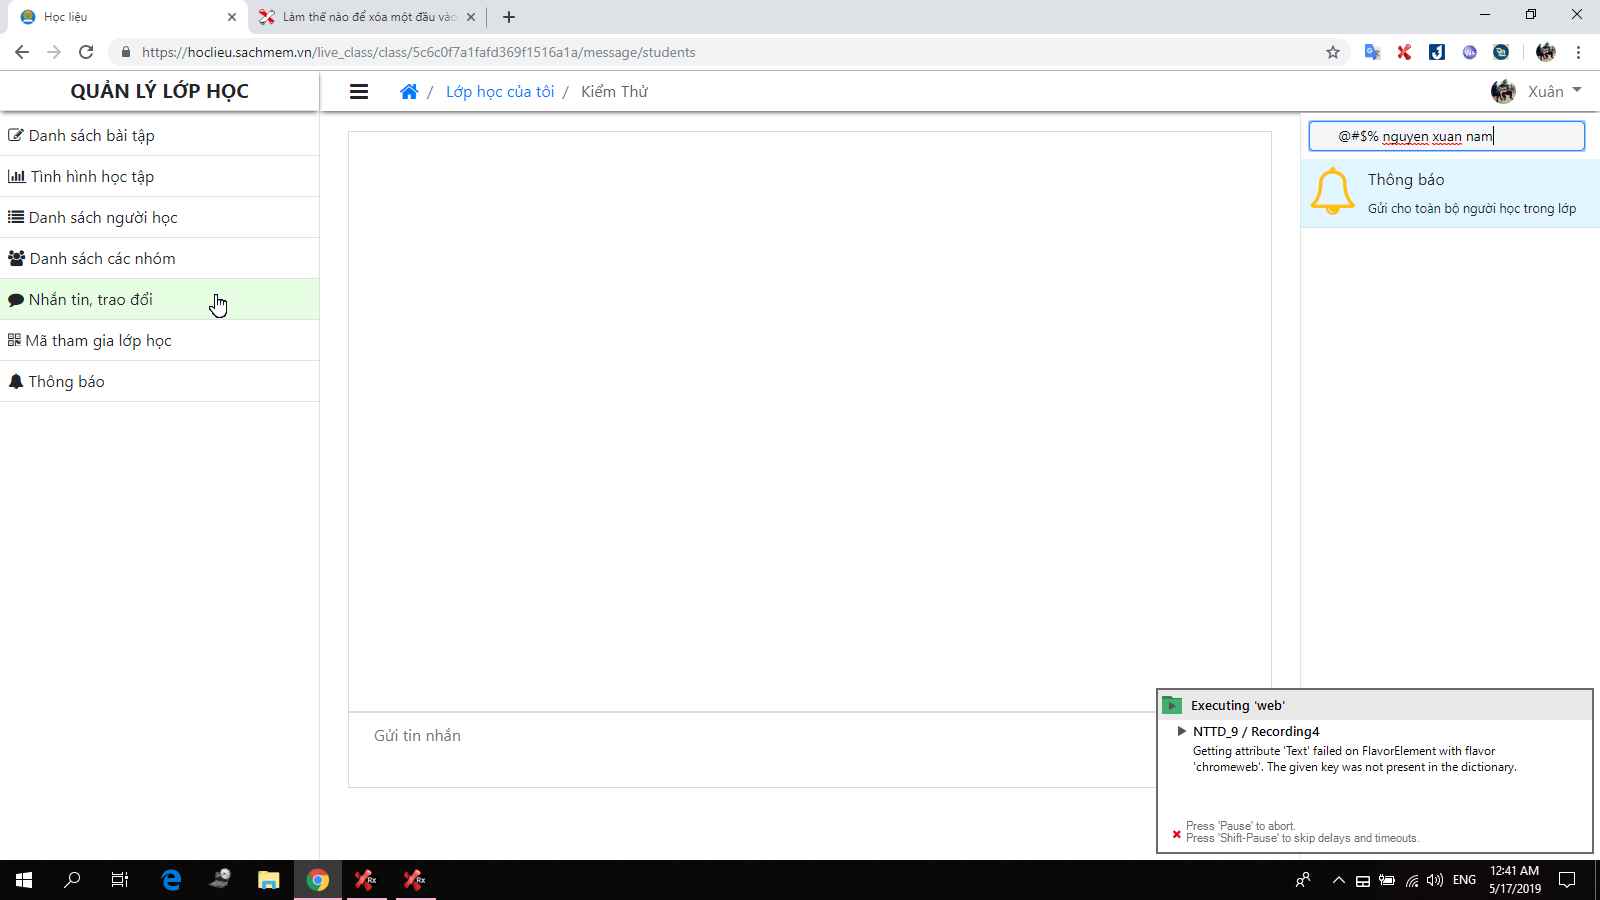 Học liệu
Làm thế nào để xóa một đầu vào
https://hoclieu.sachmem.vn/live_class/class/5c6c0f7a1fafd369f1516a1a/message/students
QUẢN LÝ LỚP HỌC
/ Lớp học của tôi / Kiểm Thử
Xuân
Danh sách bài tập
Tình hình học tập
Danh sách người học
Danh sách các nhóm
Nhắn tin, trao đổi
Mã tham gia lớp học
Thông báo
@#$% nguyen xuan nam
Thông báo
Gửi cho toàn bộ người học trong lớp
Gửi tin nhắn
Executing 'web'
NTTD_9 / Recording4
Getting attribute 'Text' failed on FlavorElement with flavor
'chromeweb'. The given key was not present in the dictionary.
Press 'Pause' to abort.
Press 'Shift-Pause' to skip delays and timeouts.
Rx
Rx
ENG
12:41 AM
5/17/2019